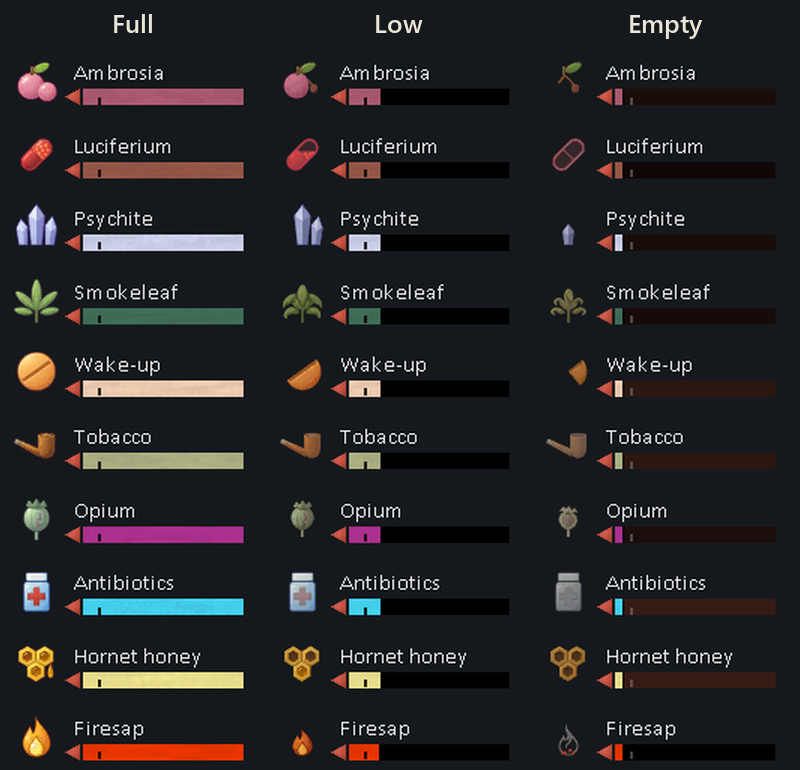 Full Low Empty
Ambrosia Ambrosia Ambrosia
Luciferium Luciferium Luciferium
Psychite Psychite Psychite
Smokeleaf Smokeleaf Smokeleaf
Wake-up Wake-up Wake-up
Tobacco Tobacco Tobacco
Opium Opium Opium
Antibiotics Antibiotics Antibiotics
Hornet honey Hornet honey Hornet honey
Firesap Firesap Firesap